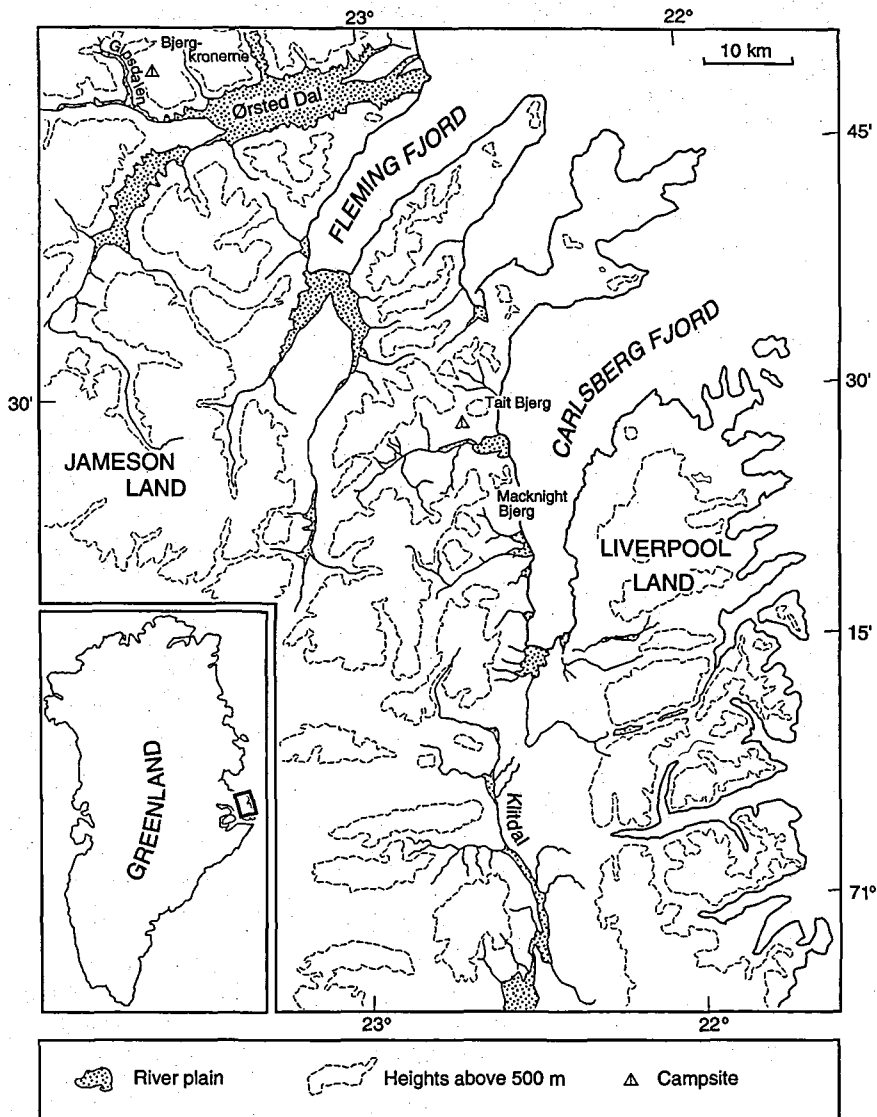 23°
22°
10 km
Gipsdalen
Bjerg-
kronerne
Ørsted Dal
FLEMING FJORD
45'
CARLSBERG FJORD
30'
30'
Tait Bjerg
JAMESON
LAND
Macknight
Bjerg
LIVERPOOL
LAND
15'
GREENLAND
Klitdal
71°
23°
22°
River plain
Heights above 500 m
Campsite